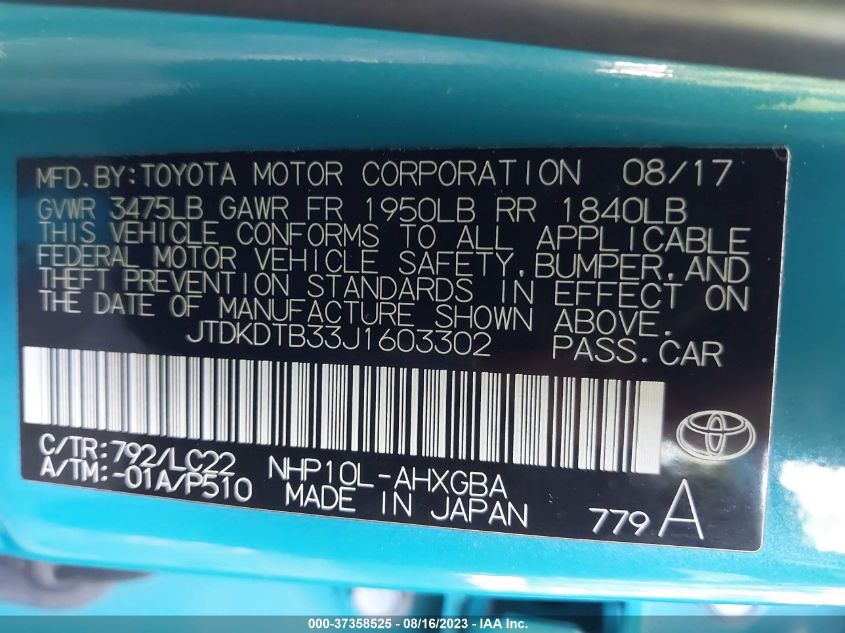 MFD.BY:TOYOTA MOTOR CORPORATION 08/17
GVWR 3475LB GAWR FR 1950LB RR 1840LB
THIS VEHICLE CONFORMS TO ALL APPLICABLE
FEDERAL MOTOR VEHICLE SAFETY, BUMPER, AND
THEFT PREVENTION STANDARDS IN EFFECT ON
THE DATE OF MANUFACTURE SHOWN ABOVE.
JTDKDTB33J1603302 PASS.CAR
C/TR:792/LC22 NHP10L-AHXGBA
A/TM:-01A/P510 MADE IN JAPAN 779A
000-37358525 - 08/16/2023 - © IAA Inc.